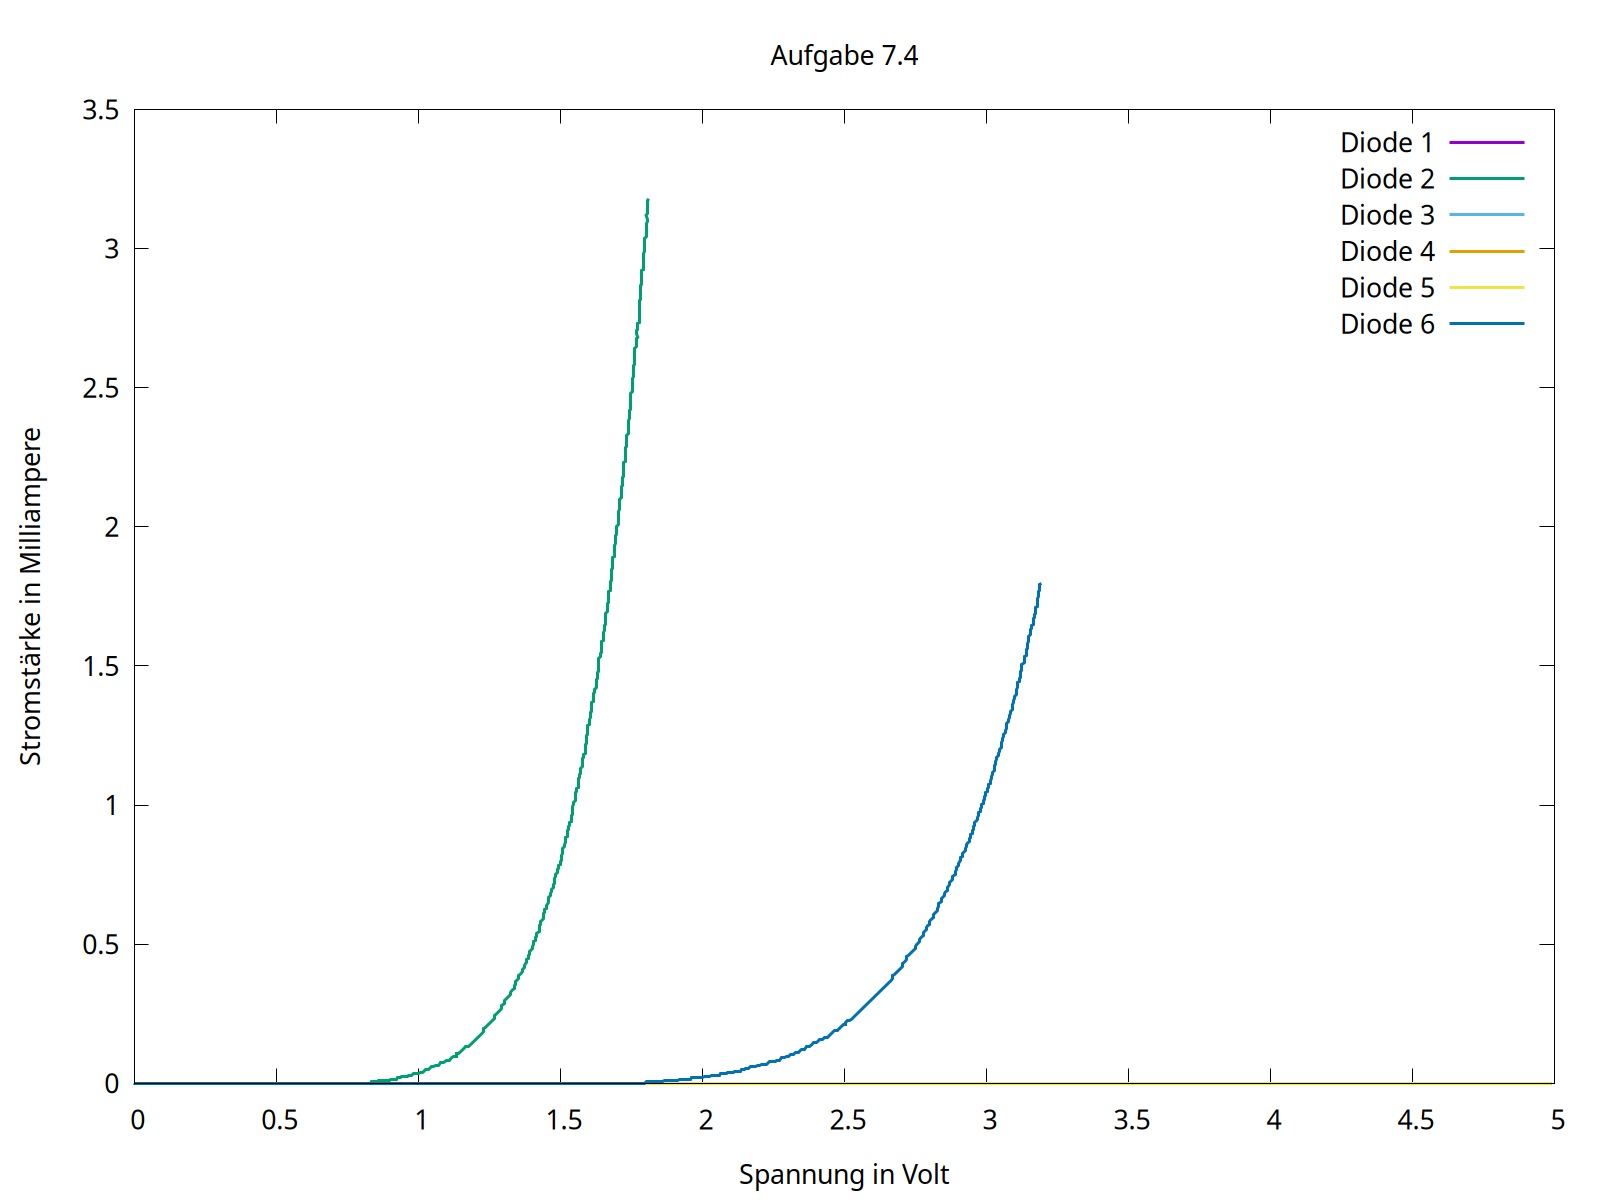 Aufgabe 7.4
3.5
3
2.5
2
1.5
1
0.5
0
Stromstärke in Milliampere
Diode 1
Diode 2
Diode 3
Diode 4
Diode 5
Diode 6
0 0.5 1 1.5 2 2.5 3 3.5 4 4.5 5
Spannung in Volt